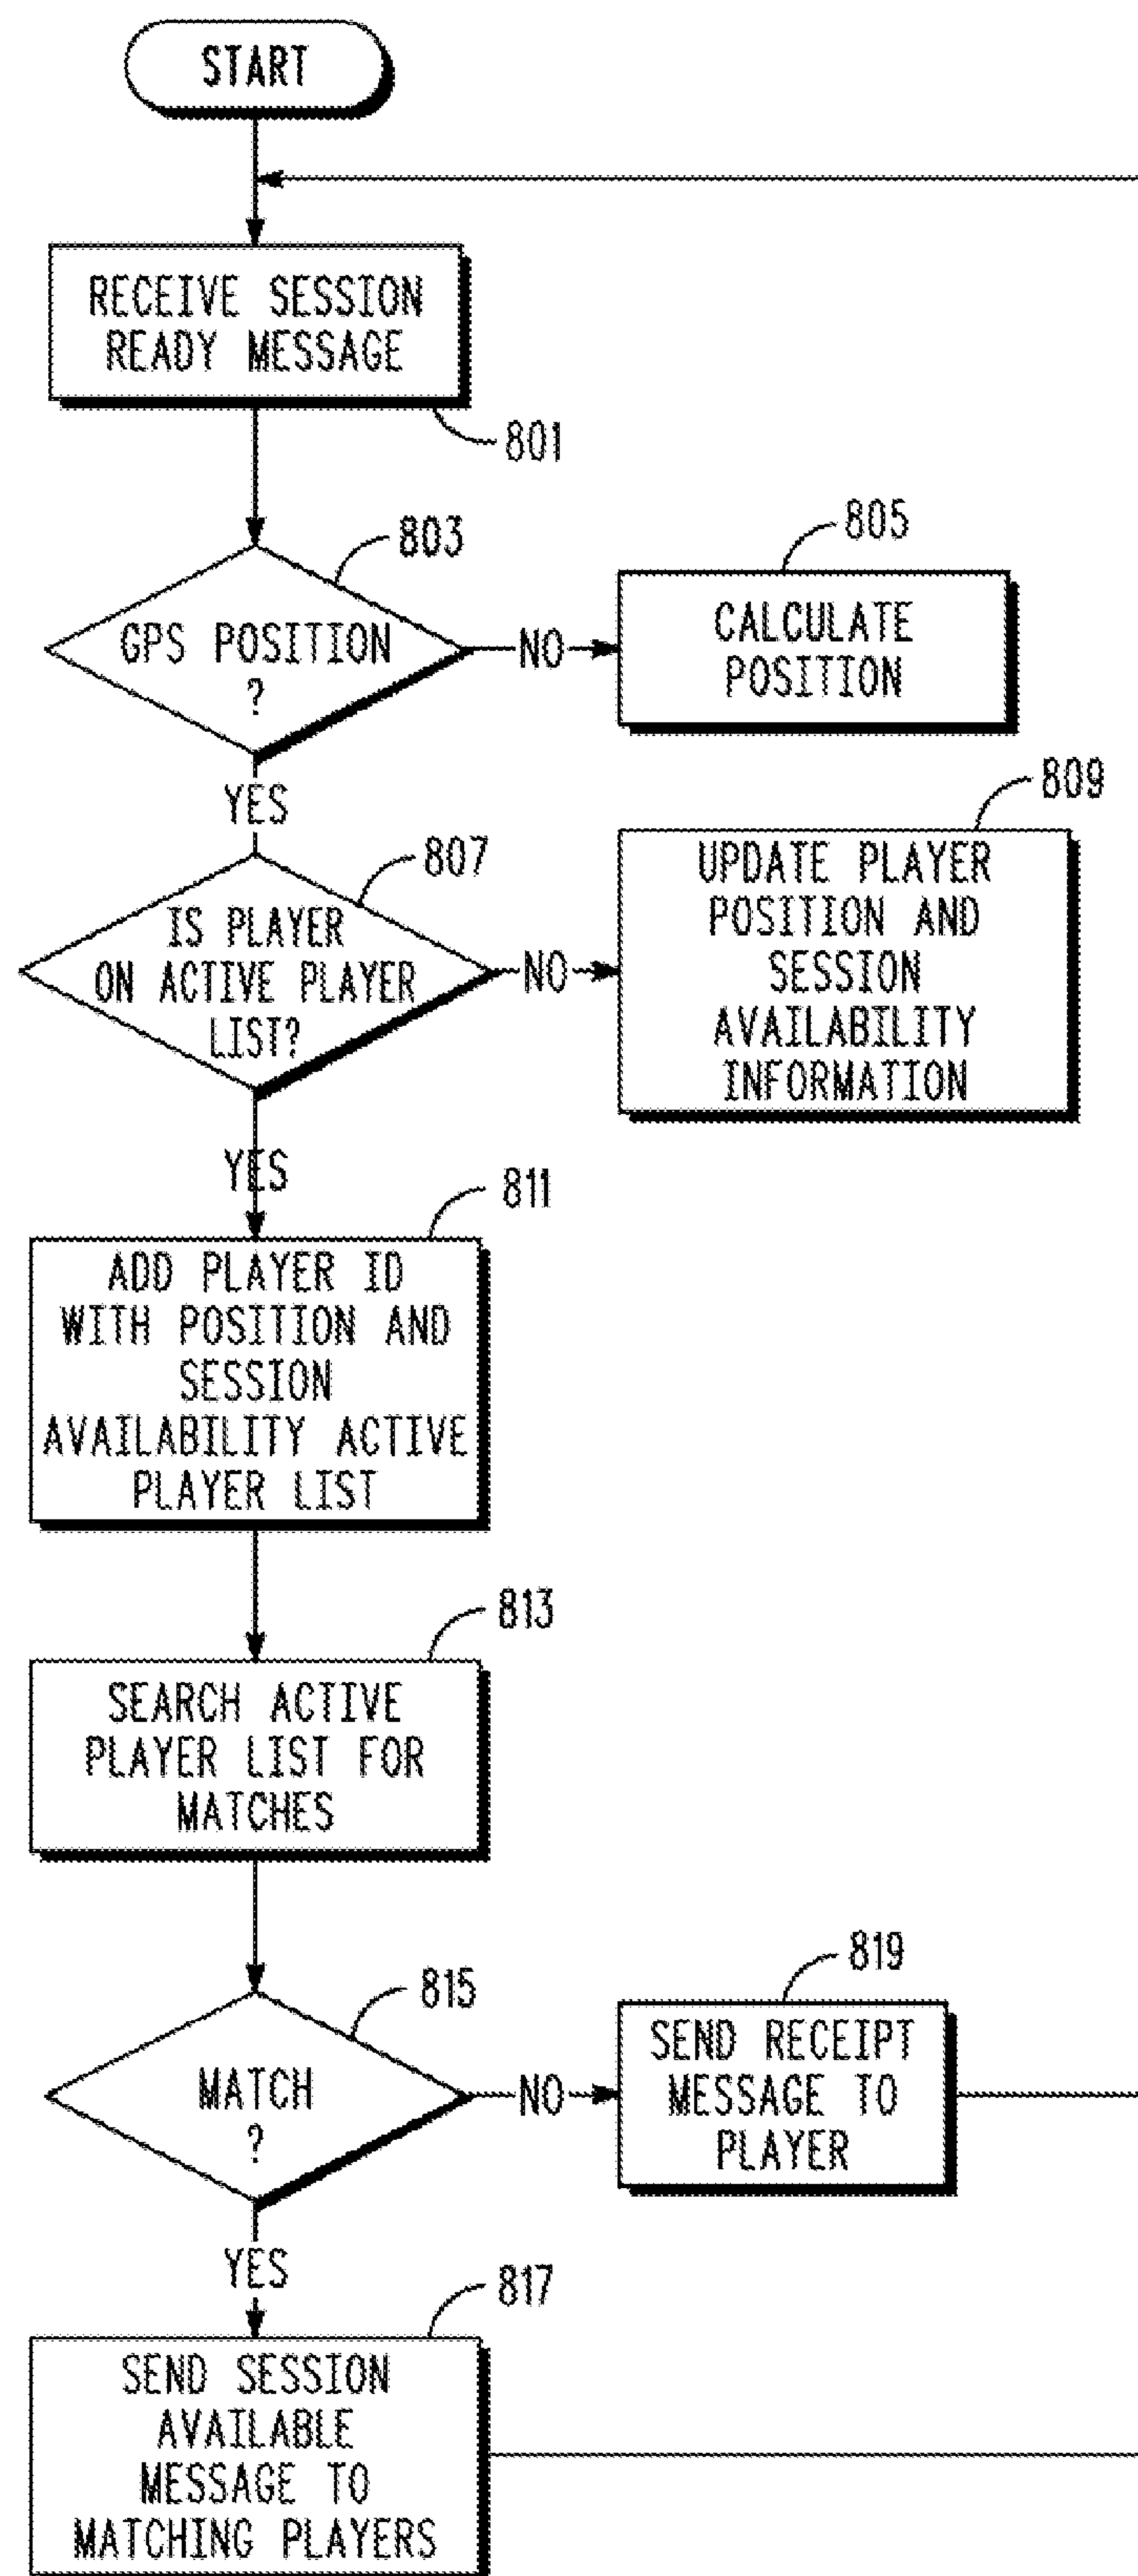 START
RECEIVE SESSION
READY MESSAGE
801
803
GPS POSITION
?
NO
805
CALCULATE
POSITION
YES
807
IS PLAYER
ON ACTIVE PLAYER
LIST?
NO
809
UPDATE PLAYER
POSITION AND
SESSION
AVAILABILITY
INFORMATION
YES
811
ADD PLAYER ID
WITH POSITION AND
SESSION
AVAILABILITY ACTIVE
PLAYER LIST
813
SEARCH ACTIVE
PLAYER LIST FOR
MATCHES
815
MATCH
?
NO
819
SEND RECEIPT
MESSAGE TO
PLAYER
YES
817
SEND SESSION
AVAILABLE
MESSAGE TO
MATCHING PLAYERS